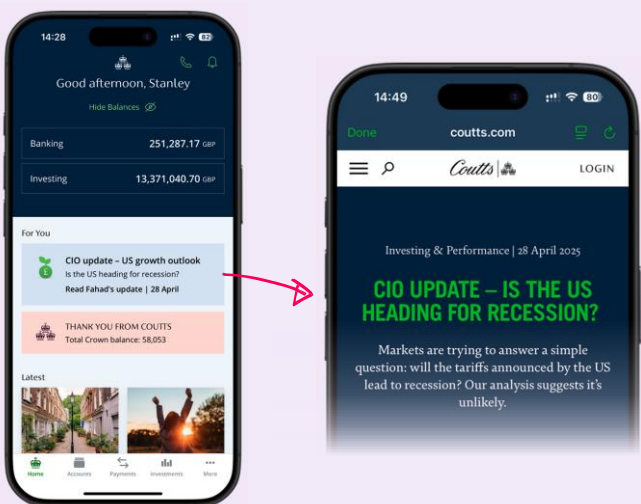 14:28
82
Good afternoon, Stanley
Hide Balances
Banking 251,287.17 GBP
Investing 13,371,040.70 GBP
For You
CIO update – US growth outlook
Is the US heading for recession?
Read Fahad's update | 28 April
THANK YOU FROM COUTTS
Total Crown balance: 58,053
Latest
Home Accounts Payments Investments More
14:49
80
Done coutts.com
Coutts LOGIN
Investing & Performance | 28 April 2025
CIO UPDATE – IS THE US
HEADING FOR RECESSION?
Markets are trying to answer a simple
question: will the tariffs announced by the US
lead to recession? Our analysis suggests it's
unlikely.